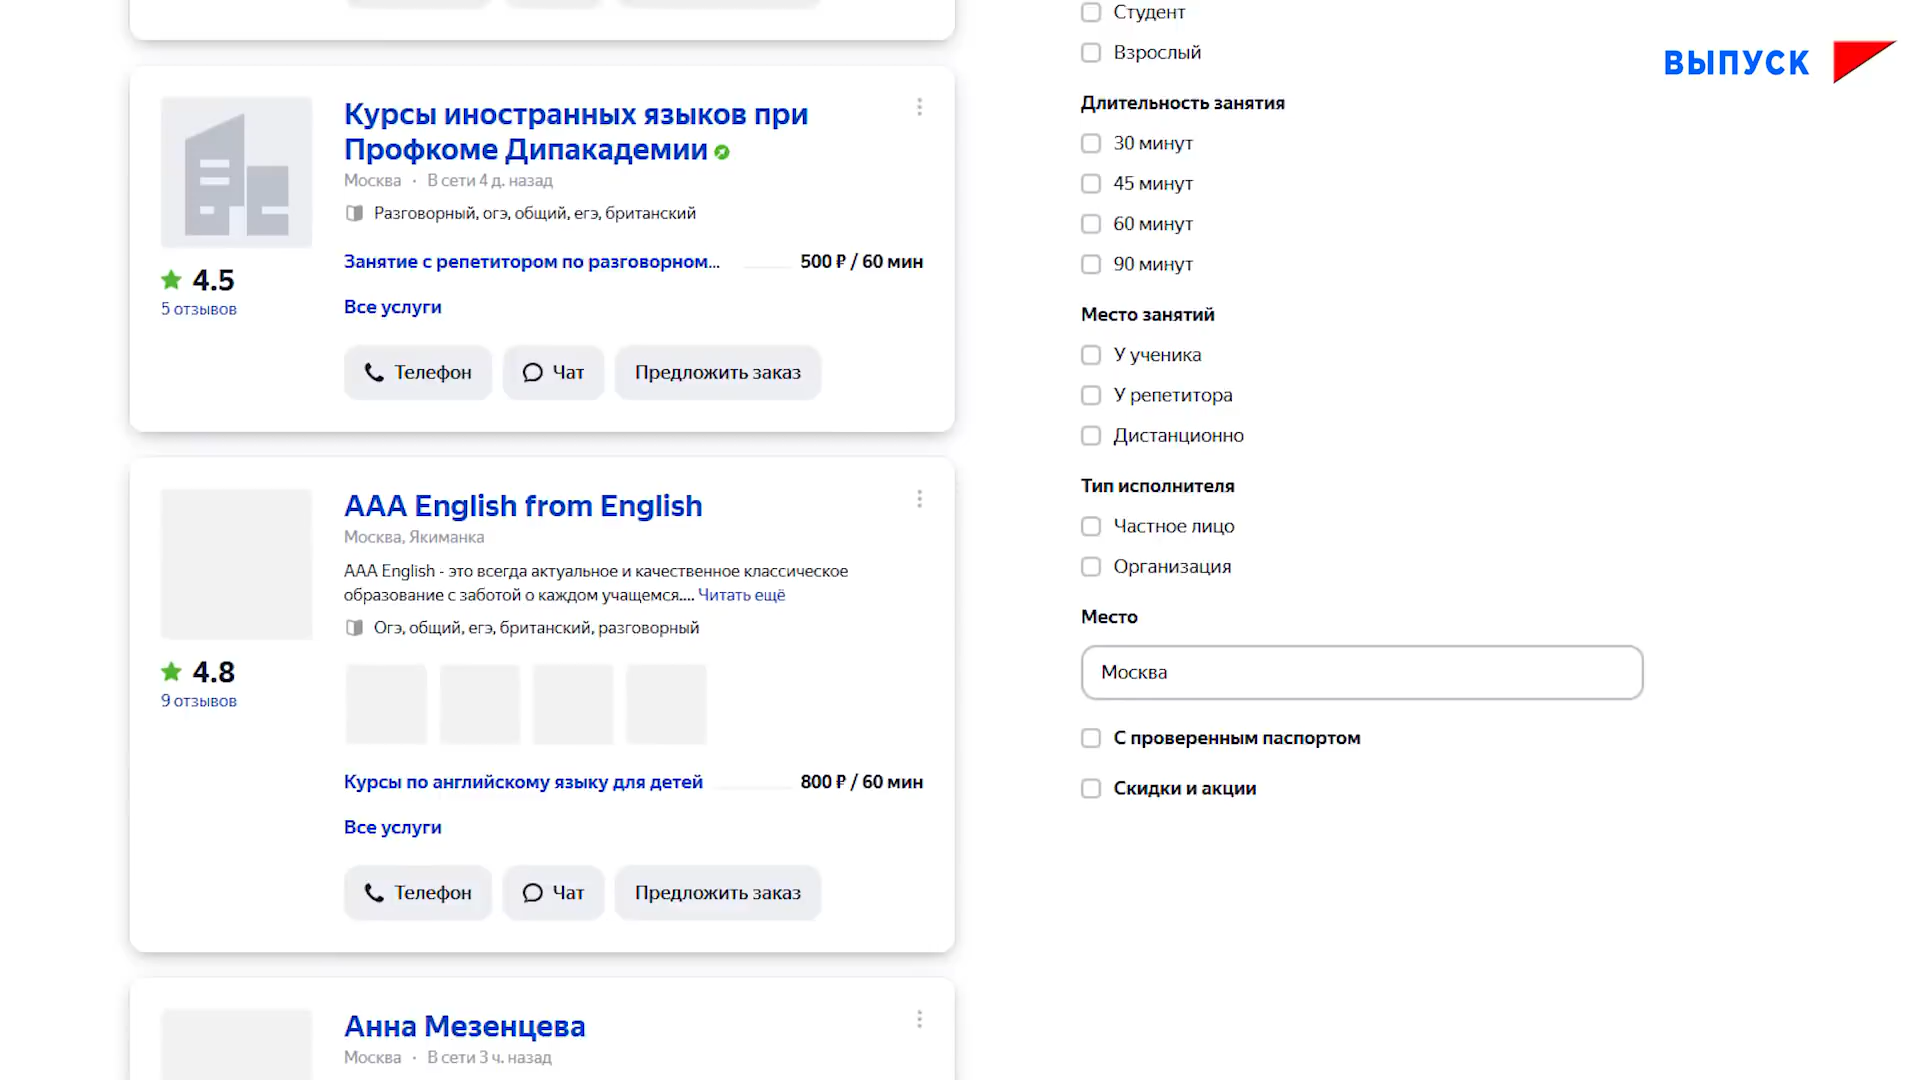 Курсы иностранных языков при
Профкоме Дипакадемии
Москва · В сети 4 д. назад
Разговорный, огэ, общий, егэ, британский
4.5
5 отзывов
Занятие с репетитором по разговорном... 500 ₽ / 60 мин
Все услуги
Телефон
Чат
Предложить заказ
AAA English from English
Москва, Якиманка
AAA English - это всегда актуальное и качественное классическое
образование с заботой о каждом учащемся.... Читать ещё
Огэ, общий, егэ, британский, разговорный
4.8
9 отзывов
Курсы по английскому языку для детей 800 ₽ / 60 мин
Все услуги
Телефон
Чат
Предложить заказ
Анна Мезенцева
Москва · В сети 3 ч. назад
Студент
Взрослый
Длительность занятия
30 минут
45 минут
60 минут
90 минут
Место занятий
У ученика
У репетитора
Дистанционно
Тип исполнителя
Частное лицо
Организация
Место
Москва
С проверенным паспортом
Скидки и акции
ВЫПУСК